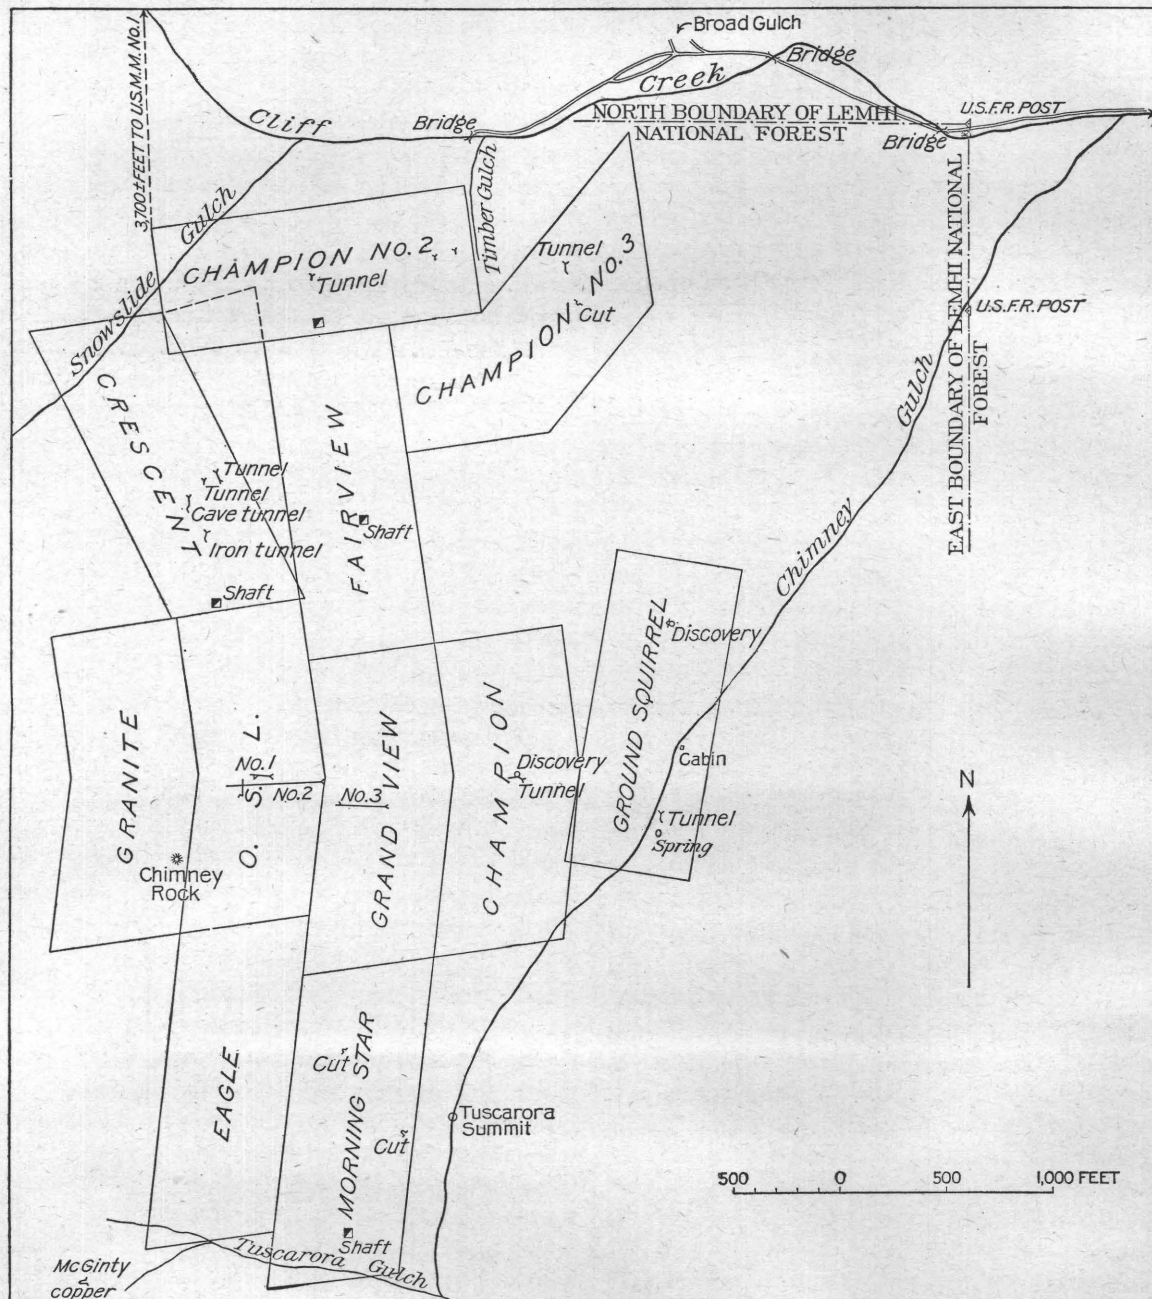 Broad Gulch
Bridge
Creek
3700± FEET TO U.S.M.M. No.1
Cliff
Bridge
NORTH BOUNDARY OF LEMHI
NATIONAL FOREST
U.S.F.R. POST
Bridge
Timber Gulch
Snowslide Gulch
CHAMPION No. 2
Tunnel
Tunnel
Cut
CHAMPION No. 3
EAST BOUNDARY OF LEMHI NATIONAL
FOREST
U.S.F.R. POST
CRESCENT
FAIRVIEW
Tunnel
Tunnel
Cave tunnel
Iron tunnel
Shaft
Shaft
Chimney Gulch
GROUND SQUIRREL
Discovery
GRANITE
O. S. L.
No.1
No.2
No.3
GRAND VIEW
CHAMPION
Discovery
Tunnel
Cabin
Tunnel
Spring
N
Chimney
Rock
EAGLE
MORNING STAR
Cut
Cut
Tuscarora
Summit
500 0 500 1,000 FEET
Shaft
Tuscarora Gulch
McGinty
copper